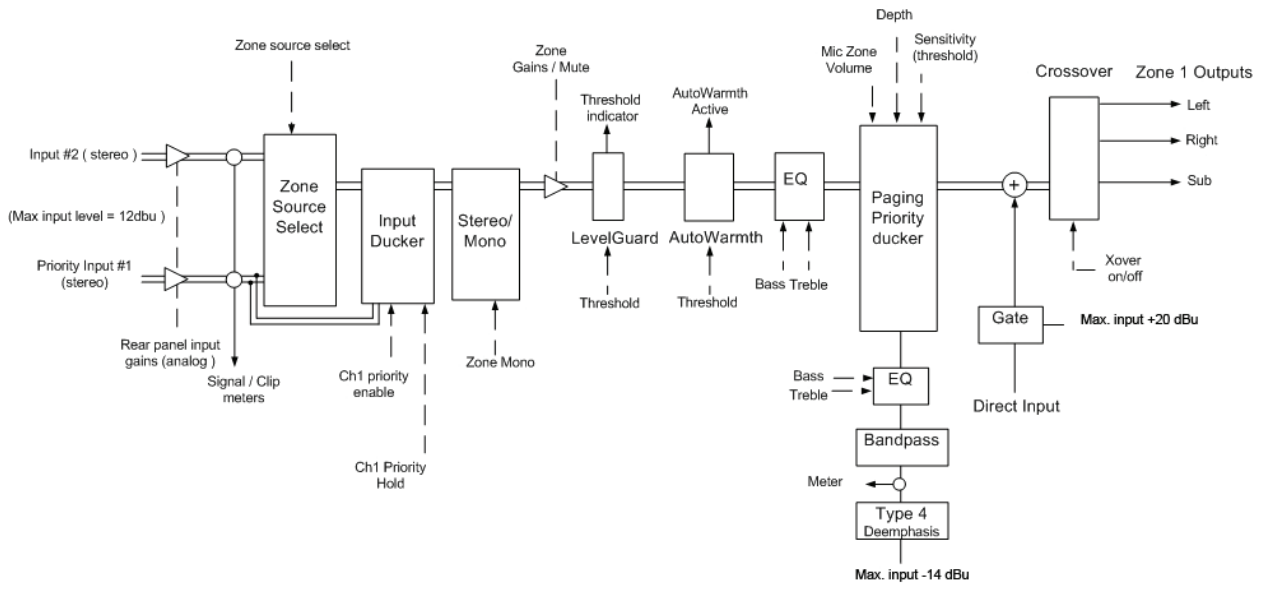 Depth
Zone source select
Zone
Gains / Mute
Mic Zone
Volume
Sensitivity
(threshold)
Crossover
Zone 1 Outputs
Threshold
indicator
AutoWarmth
Active
Left
Right
Sub
Input #2 ( stereo )
(Max input level = 12dbu )
Priority Input #1
(stereo)
Zone
Source
Select
Input
Ducker
Stereo/
Mono
LevelGuard
AutoWarmth
EQ
Paging
Priority
ducker
+
Bass Treble
Threshold
Threshold
Xover
on/off
Gate
Max. input +20 dBu
Direct Input
Rear panel input
gains (analog )
Signal / Clip
meters
Ch1 priority
enable
Zone Mono
Ch1 Priority
Hold
Bass
Treble
EQ
Bandpass
Meter
Type 4
Deemphasis
Max. input -14 dBu